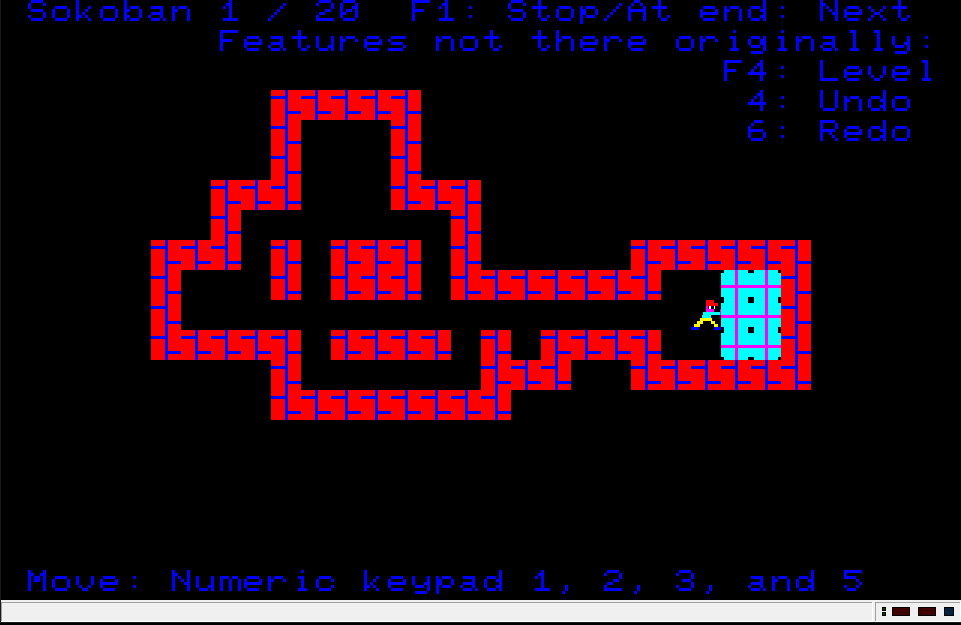 Sokoban 1 / 20 F1: Stop/At end: Next
Features not there originally:
F4: Level
4: Undo
6: Redo
Move: Numeric keypad 1, 2, 3, and 5